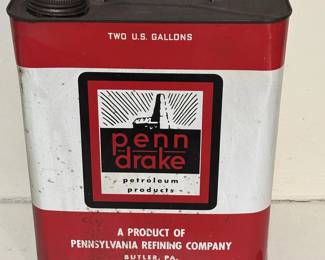 TWO U.S. GALLONS
penn
drake
petroleum
products
A PRODUCT OF
PENNSYLVANIA REFINING COMPANY
BUTLER, PA.